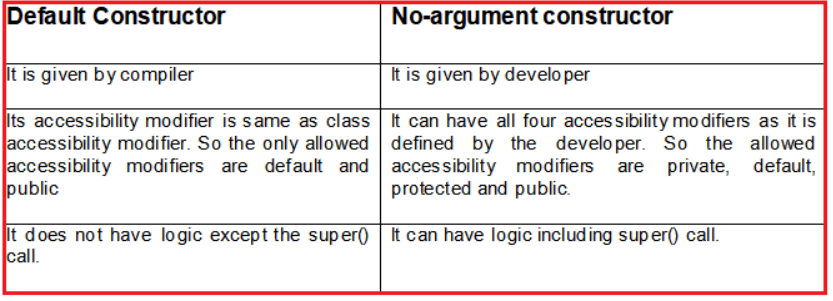 Default Constructor
No-argument constructor
It is given by compiler
It is given by developer
Its accessibility modifier is same as class
accessibility modifier. So the only allowed
accessibility modifiers are default and
public
It can have all four accessibility modifiers as it is
defined by the developer. So the allowed
accessibility modifiers are private, default,
protected and public.
It does not have logic except the super()
call.
It can have logic including super() call.